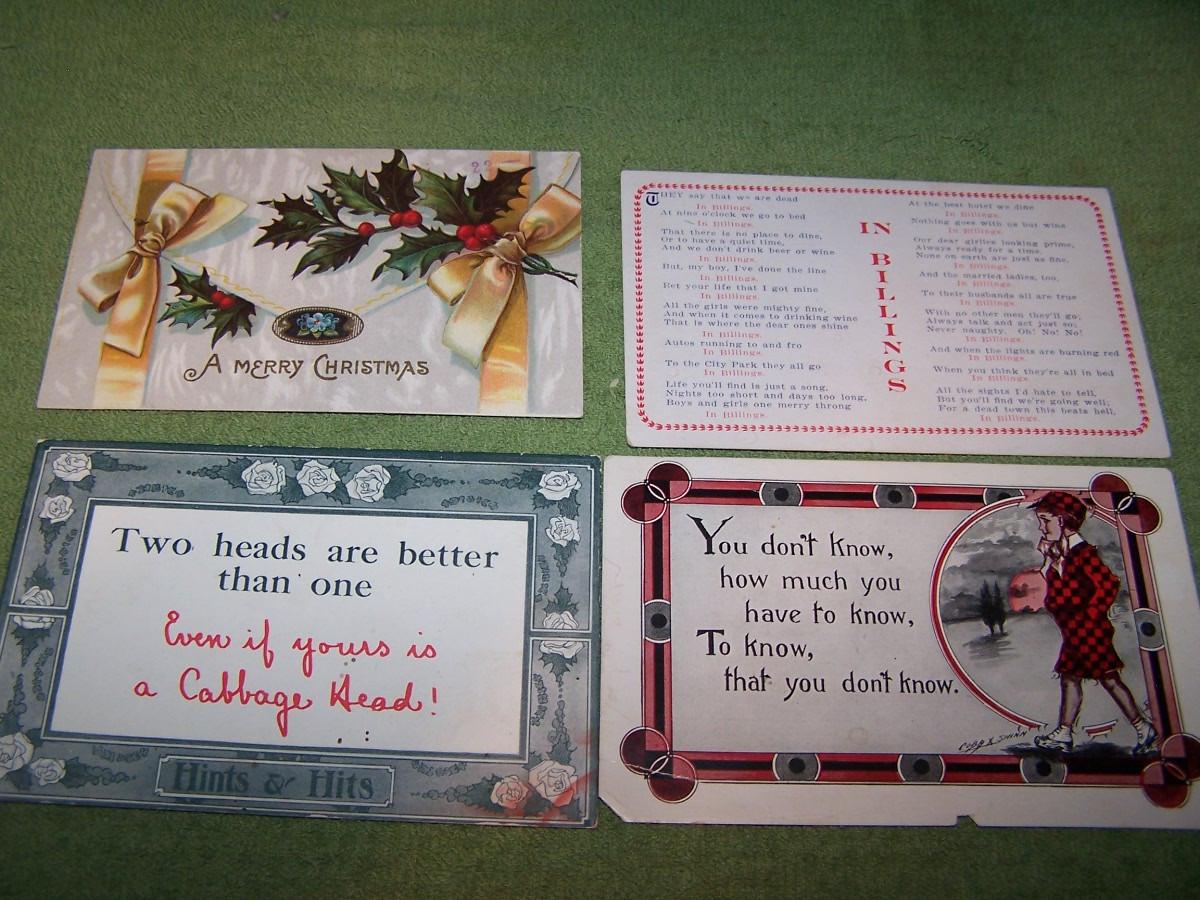 A MERRY CHRISTMAS
THEY say that we are dead
In Billings.
At nine o'clock we go to bed
In Billings.
That there is no place to dine,
Or to have a quiet time,
And we don't drink beer or wine
In Billings.
But, my boy, I've done the line
In Billings.
Bet your life that I got mine
In Billings.
All the girls were mighty fine,
And when it comes to drinking wine
That is where the dear ones shine
In Billings.
Autos running to and fro
In Billings.
To the City Park they all go
In Billings.
Life you'll find is just a song,
Nights too short and days too long,
Boys and girls one merry throng
In Billings.
IN BILLINGS
At the best hotel we dine
In Billings.
Nothing goes with us but wine
In Billings.
Our dear girlies looking prime,
Always ready for a time.
None on earth are just as fine,
In Billings.
And the married ladies, too,
In Billings.
To their husbands all are true
In Billings.
With no other men they'll go;
Always talk and act just so;
Never naughty. Oh! No! No!
In Billings.
And when the lights are burning red
In Billings.
When you think they're all in bed
In Billings.
All the sights I'd hate to tell,
But you'll find we're going well;
For a dead town this beats hell,
In Billings.
Two heads are better
than one
Even if yours is
a Cabbage Head!
Hints & Hits
You don't know,
how much you
have to know,
To know,
that you don't know.
COBB X SHINN